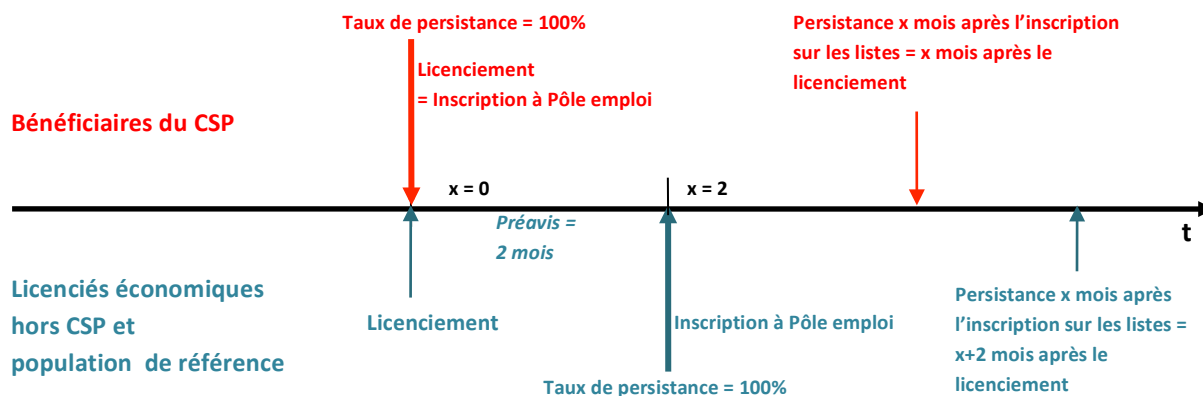 Taux de persistance = 100%
Persistance x mois après l’inscription
sur les listes = x mois après le
licenciement
Licenciement
= Inscription à Pôle emploi
Bénéficiaires du CSP
x = 0
x = 2
t
Préavis =
2 mois
Licenciés économiques
hors CSP et
population de référence
Licenciement
Inscription à Pôle emploi
Persistance x mois après
l’inscription sur les listes =
x+2 mois après le
licenciement
Taux de persistance = 100%